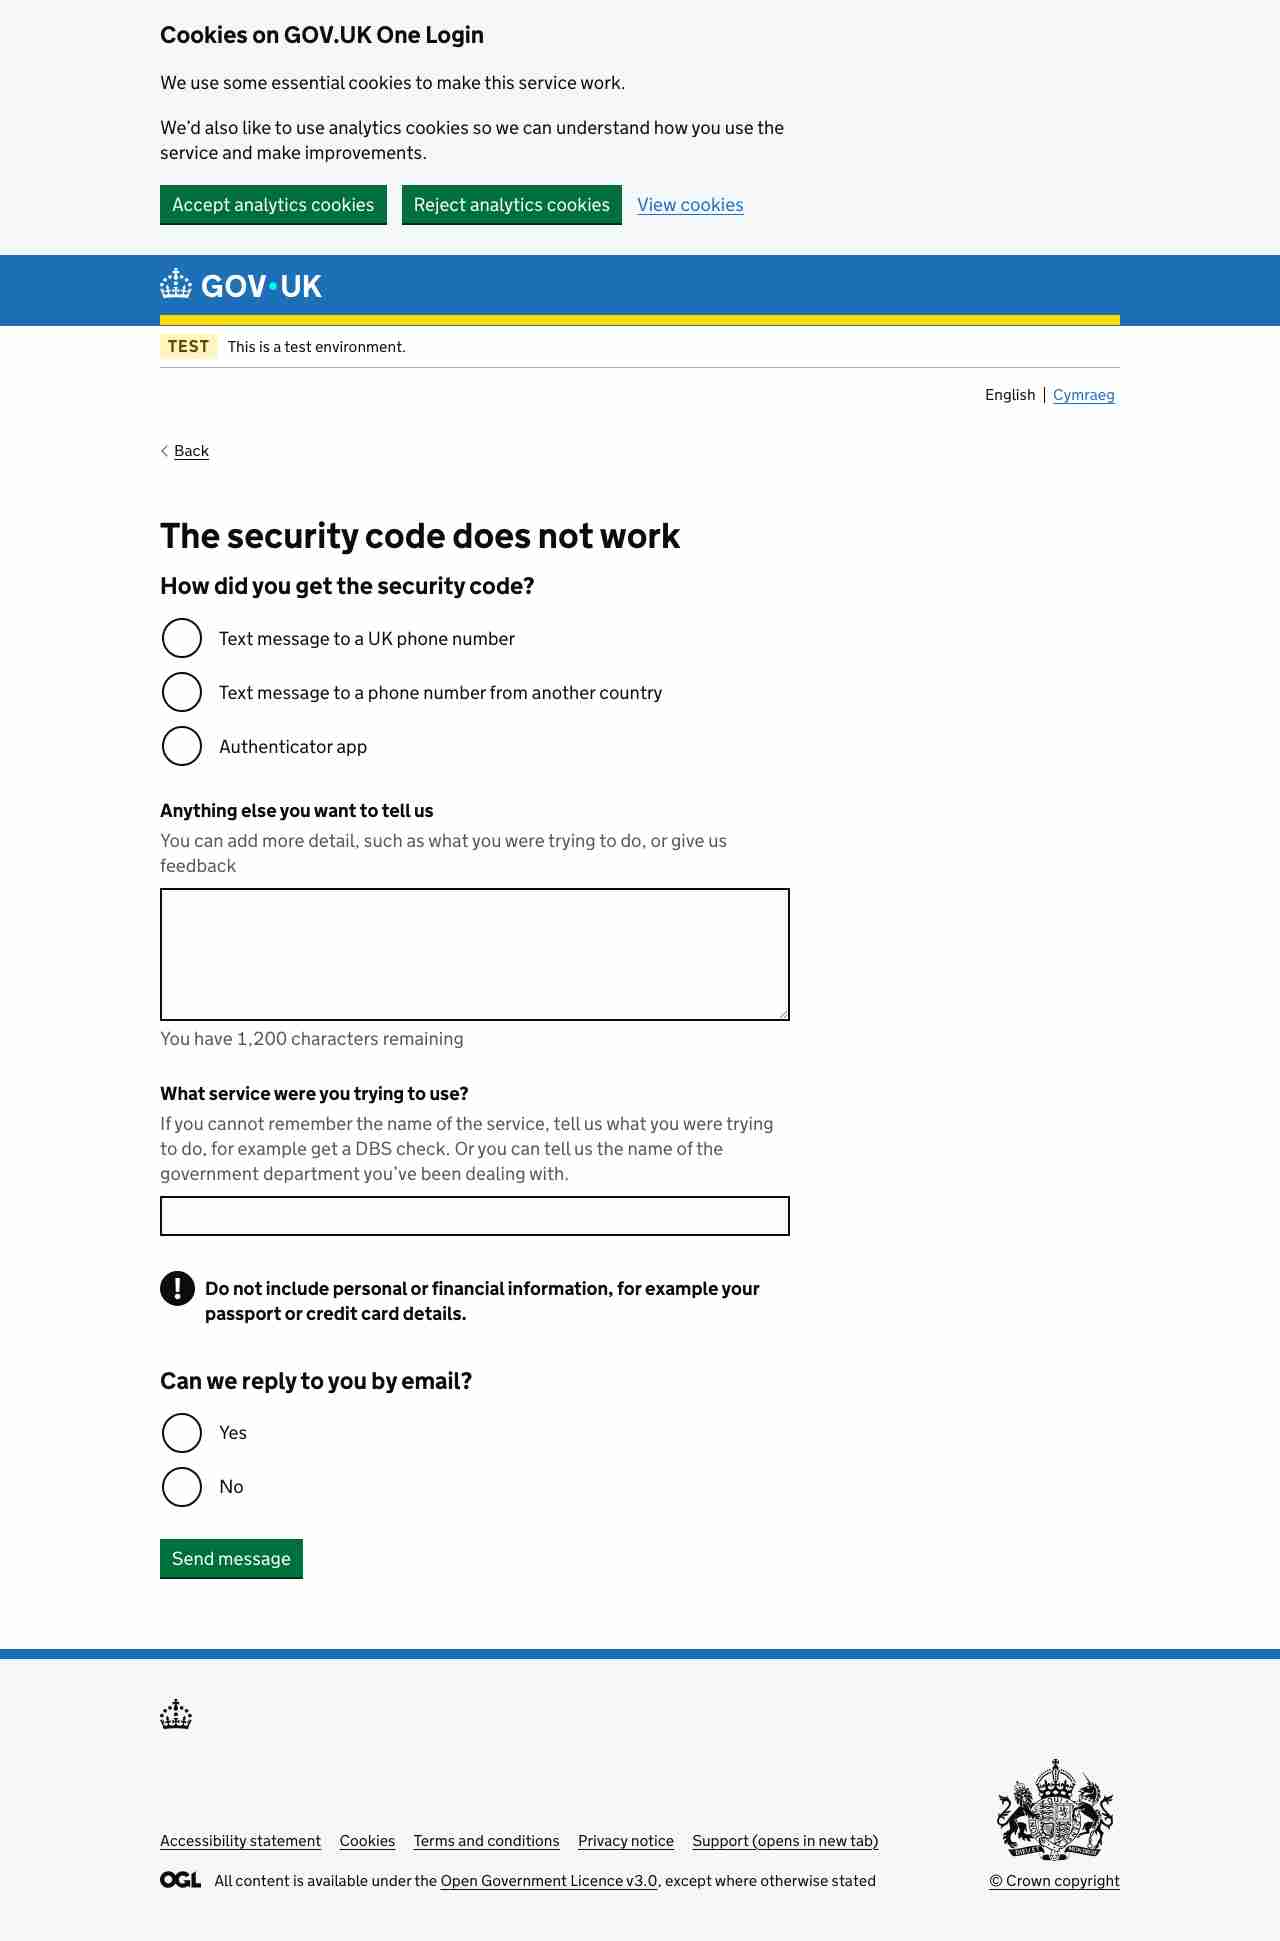 Cookies on GOV.UK One Login
We use some essential cookies to make this service work.
We’d also like to use analytics cookies so we can understand how you use the
service and make improvements.
Accept analytics cookies
Reject analytics cookies
View cookies
GOV·UK
TEST
This is a test environment.
English
Cymraeg
Back
The security code does not work
How did you get the security code?
Text message to a UK phone number
Text message to a phone number from another country
Authenticator app
Anything else you want to tell us
You can add more detail, such as what you were trying to do, or give us
feedback
You have 1,200 characters remaining
What service were you trying to use?
If you cannot remember the name of the service, tell us what you were trying
to do, for example get a DBS check. Or you can tell us the name of the
government department you’ve been dealing with.
! Do not include personal or financial information, for example your
passport or credit card details.
Can we reply to you by email?
Yes
No
Send message
Accessibility statement Cookies Terms and conditions Privacy notice Support (opens in new tab)
OGL All content is available under the Open Government Licence v3.0, except where otherwise stated
© Crown copyright